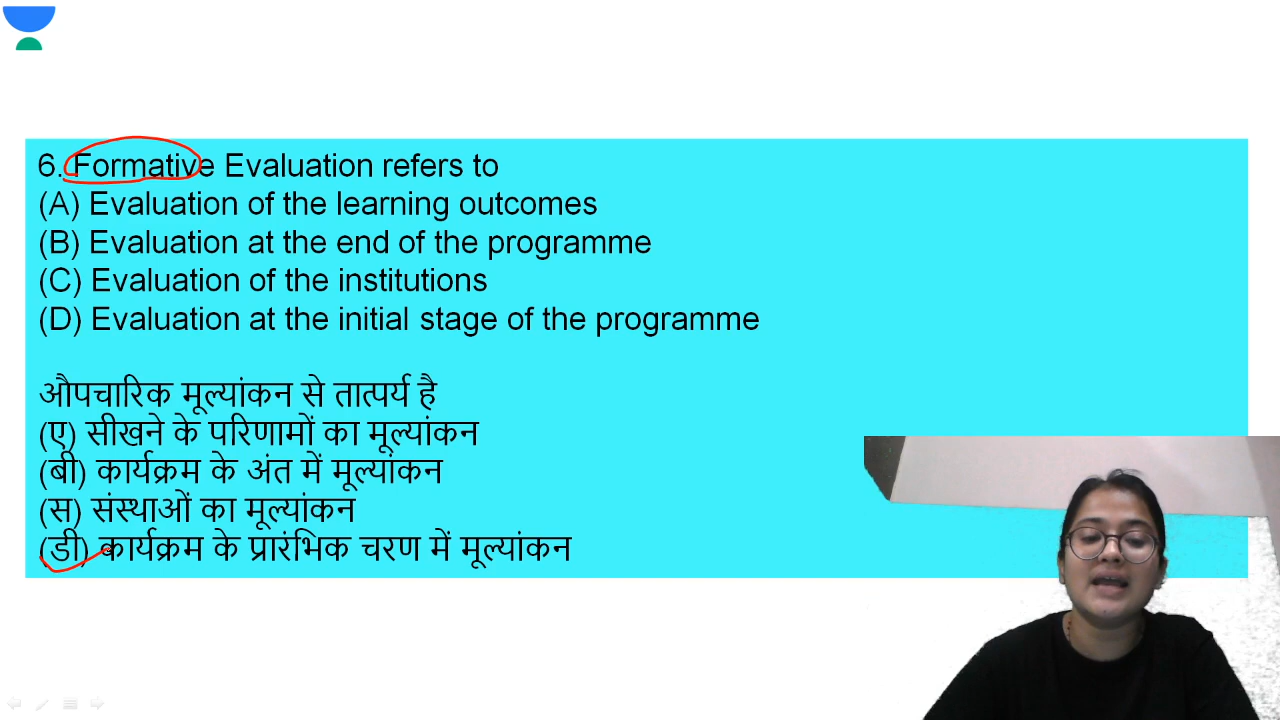 6. Formative Evaluation refers to
(A) Evaluation of the learning outcomes
(B) Evaluation at the end of the programme
(C) Evaluation of the institutions
(D) Evaluation at the initial stage of the programme
औपचारिक मूल्यांकन से तात्पर्य है
(ए) सीखने के परिणामों का मूल्यांकन
(बी) कार्यक्रम के अंत में मूल्यांकन
(स) संस्थाओं का मूल्यांकन
(डी) कार्यक्रम के प्रारंभिक चरण में मूल्यांकन